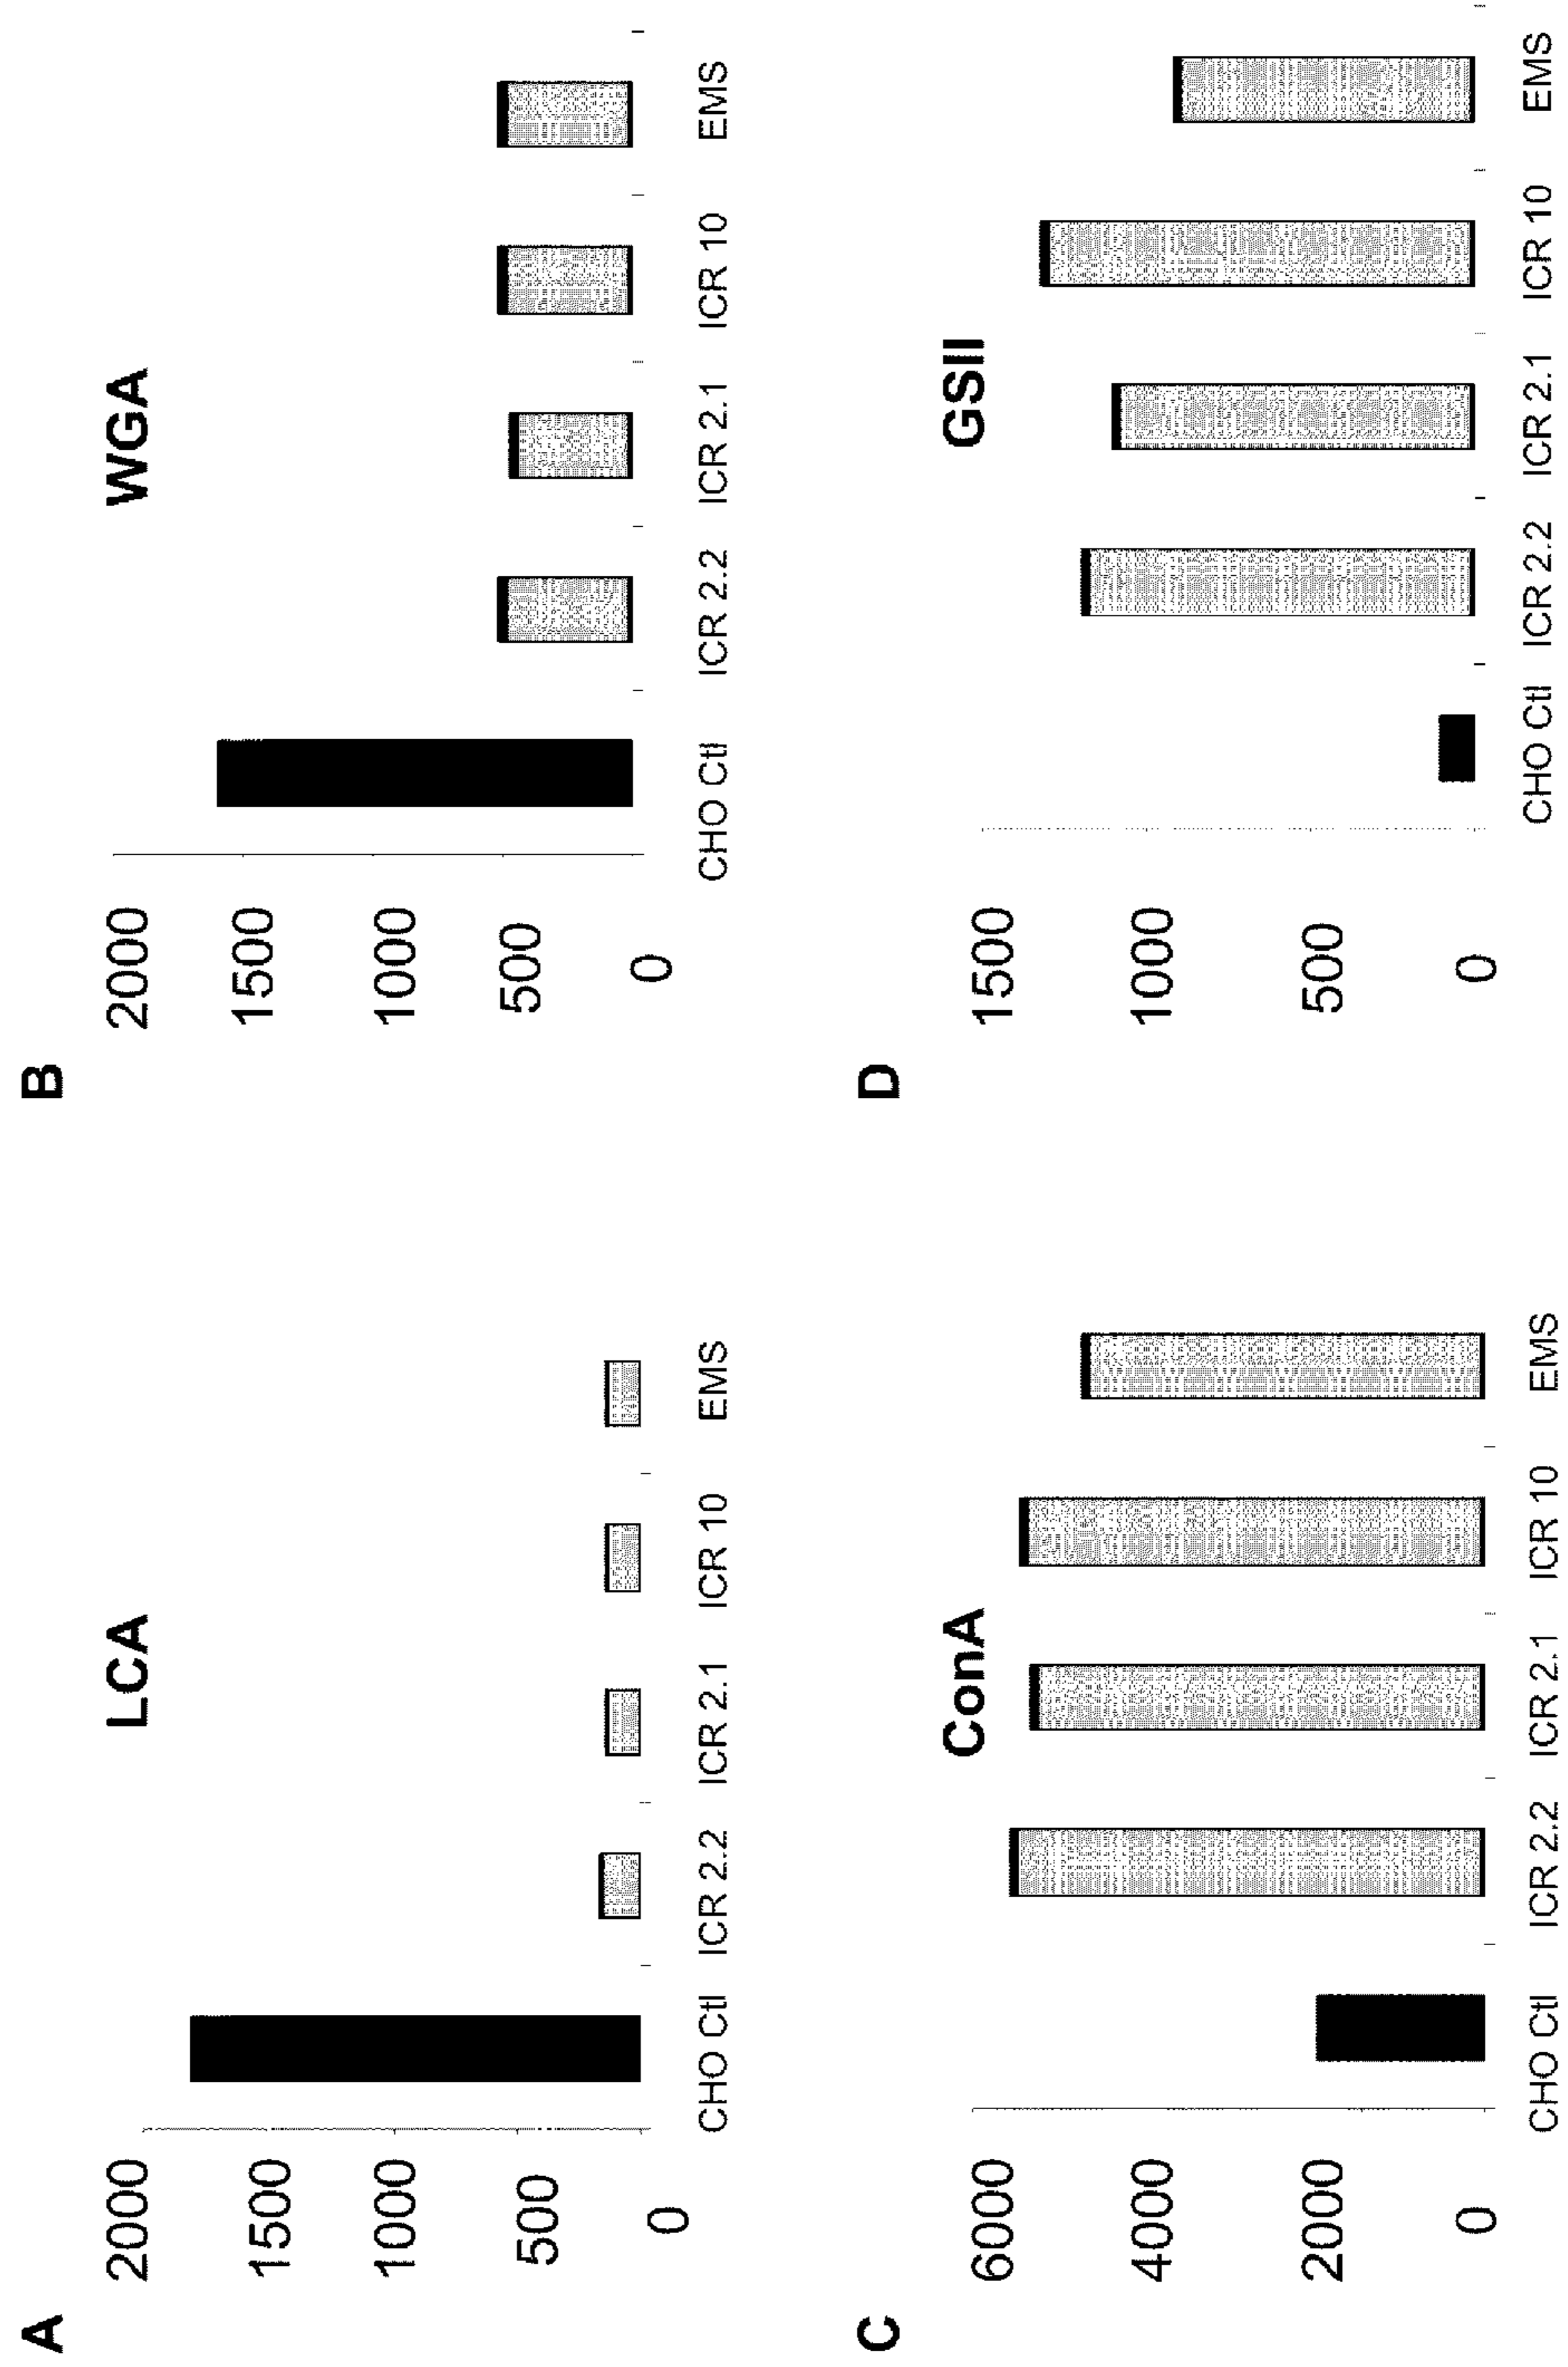 A
LCA
2000
1500
1000
500
0
CHO Ctl ICR 2.2 ICR 2.1 ICR 10 EMS
B
WGA
2000
1500
1000
500
0
CHO Ctl ICR 2.2 ICR 2.1 ICR 10 EMS
C
ConA
6000
4000
2000
0
CHO Ctl ICR 2.2 ICR 2.1 ICR 10 EMS
D
GSII
1500
1000
500
0
CHO Ctl ICR 2.2 ICR 2.1 ICR 10 EMS